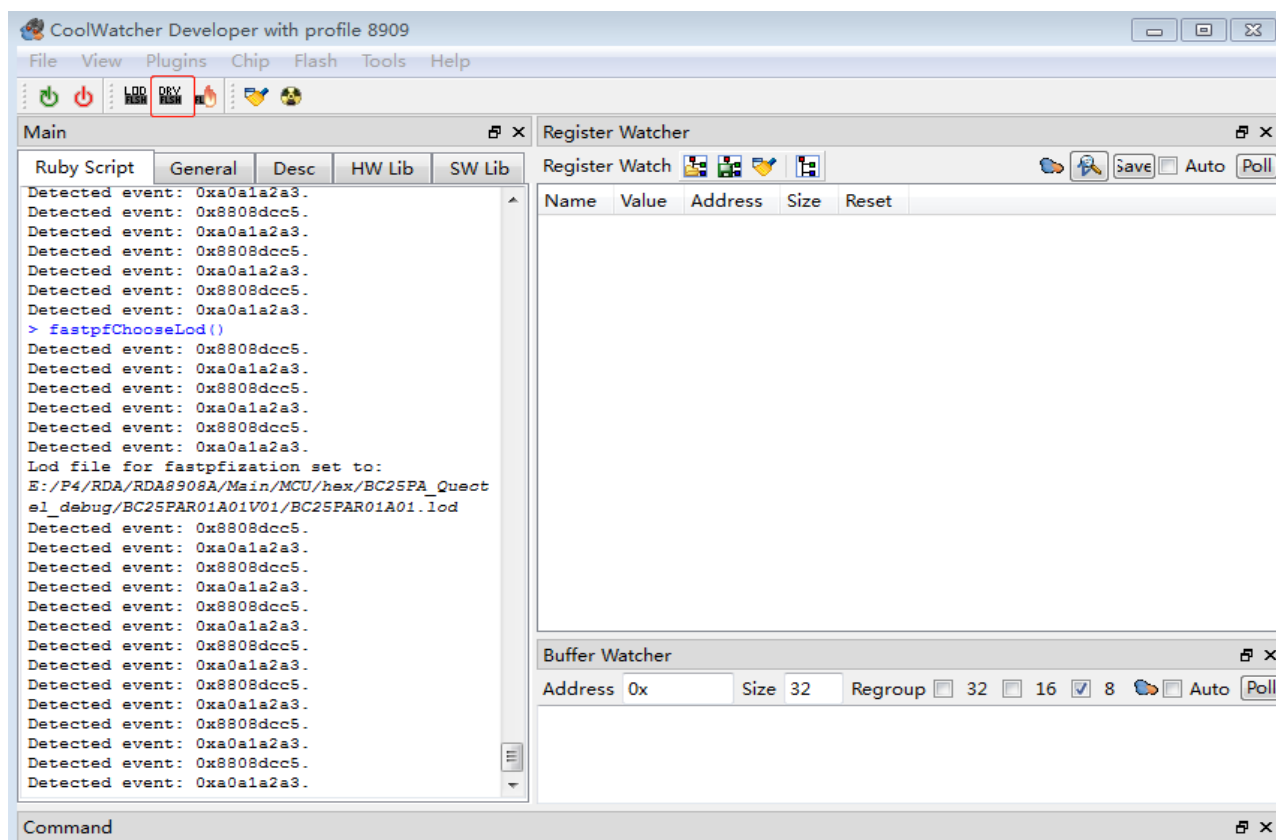 CoolWatcher Developer with profile 8909
File View Plugins Chip Flash Tools Help
LOD FLSH DRV FLSH FL
Main
Ruby Script General Desc HW Lib SW Lib
Detected event: 0xa0a1a2a3.
Detected event: 0x8808dcc5.
Detected event: 0xa0a1a2a3.
Detected event: 0x8808dcc5.
Detected event: 0xa0a1a2a3.
Detected event: 0x8808dcc5.
Detected event: 0xa0a1a2a3.
> fastpfChooseLod()
Detected event: 0x8808dcc5.
Detected event: 0xa0a1a2a3.
Detected event: 0x8808dcc5.
Detected event: 0xa0a1a2a3.
Detected event: 0x8808dcc5.
Detected event: 0xa0a1a2a3.
Lod file for fastpfization set to:
E:/P4/RDA/RDA8908A/Main/MCU/hex/BC25PA_Quect
el_debug/BC25PAR01A01V01/BC25PAR01A01.lod
Detected event: 0x8808dcc5.
Detected event: 0xa0a1a2a3.
Detected event: 0x8808dcc5.
Detected event: 0xa0a1a2a3.
Detected event: 0x8808dcc5.
Detected event: 0xa0a1a2a3.
Detected event: 0x8808dcc5.
Detected event: 0xa0a1a2a3.
Detected event: 0x8808dcc5.
Detected event: 0xa0a1a2a3.
Detected event: 0x8808dcc5.
Detected event: 0xa0a1a2a3.
Detected event: 0x8808dcc5.
Detected event: 0xa0a1a2a3.
Register Watcher
Register Watch Save Auto Poll
Name Value Address Size Reset
Buffer Watcher
Address 0x Size 32 Regroup 32 16 8 Auto Poll
Command